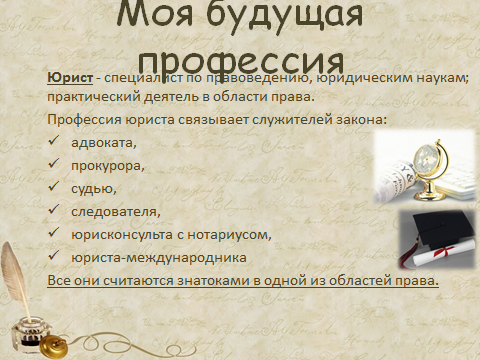 Моя будущая
профессия
Юрист - специалист по правоведению, юридическим наукам;
практический деятель в области права.
Профессия юриста связывает служителей закона:
✓ адвоката,
✓ прокурора,
✓ судью,
✓ следователя,
✓ юрисконсульта с нотариусом,
✓ юриста-международника
Все они считаются знатоками в одной из областей права.